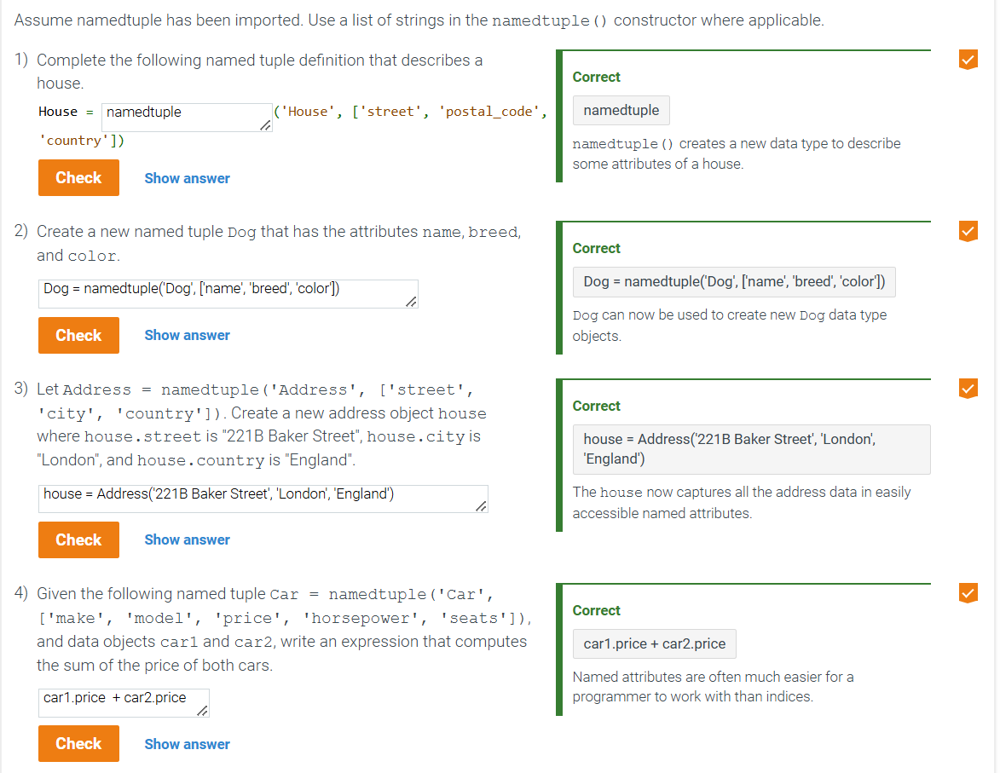 Assume namedtuple has been imported. Use a list of strings in the namedtuple() constructor where applicable.
1) Complete the following named tuple definition that describes a
house.
House = namedtuple ('House', ['street', 'postal_code',
'country'])
Check Show answer
Correct
namedtuple
namedtuple() creates a new data type to describe
some attributes of a house.
2) Create a new named tuple Dog that has the attributes name, breed,
and color.
Dog = namedtuple('Dog', ['name', 'breed', 'color'])
Check Show answer
Correct
Dog = namedtuple('Dog', ['name', 'breed', 'color'])
Dog can now be used to create new Dog data type
objects.
3) Let Address = namedtuple('Address', ['street',
'city', 'country']). Create a new address object house
where house.street is "221B Baker Street", house.city is
"London", and house.country is "England".
house = Address('221B Baker Street', 'London', 'England')
Check Show answer
Correct
house = Address('221B Baker Street', 'London',
'England')
The house now captures all the address data in easily
accessible named attributes.
4) Given the following named tuple Car = namedtuple('Car',
['make', 'model', 'price', 'horsepower', 'seats']),
and data objects car1 and car2, write an expression that computes
the sum of the price of both cars.
car1.price + car2.price
Check Show answer
Correct
car1.price + car2.price
Named attributes are often much easier for a
programmer to work with than indices.